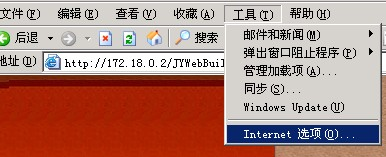 文件(F) 编辑(E) 查看(V) 收藏(A) 工具(T) 帮助(H)
后退 搜索
地址(D) http://172.18.0.2/JYWebBui
邮件和新闻(M)
弹出窗口阻止程序(P)
管理加载项(A)...
同步(S)...
Windows Update(U)
Internet 选项(O)...